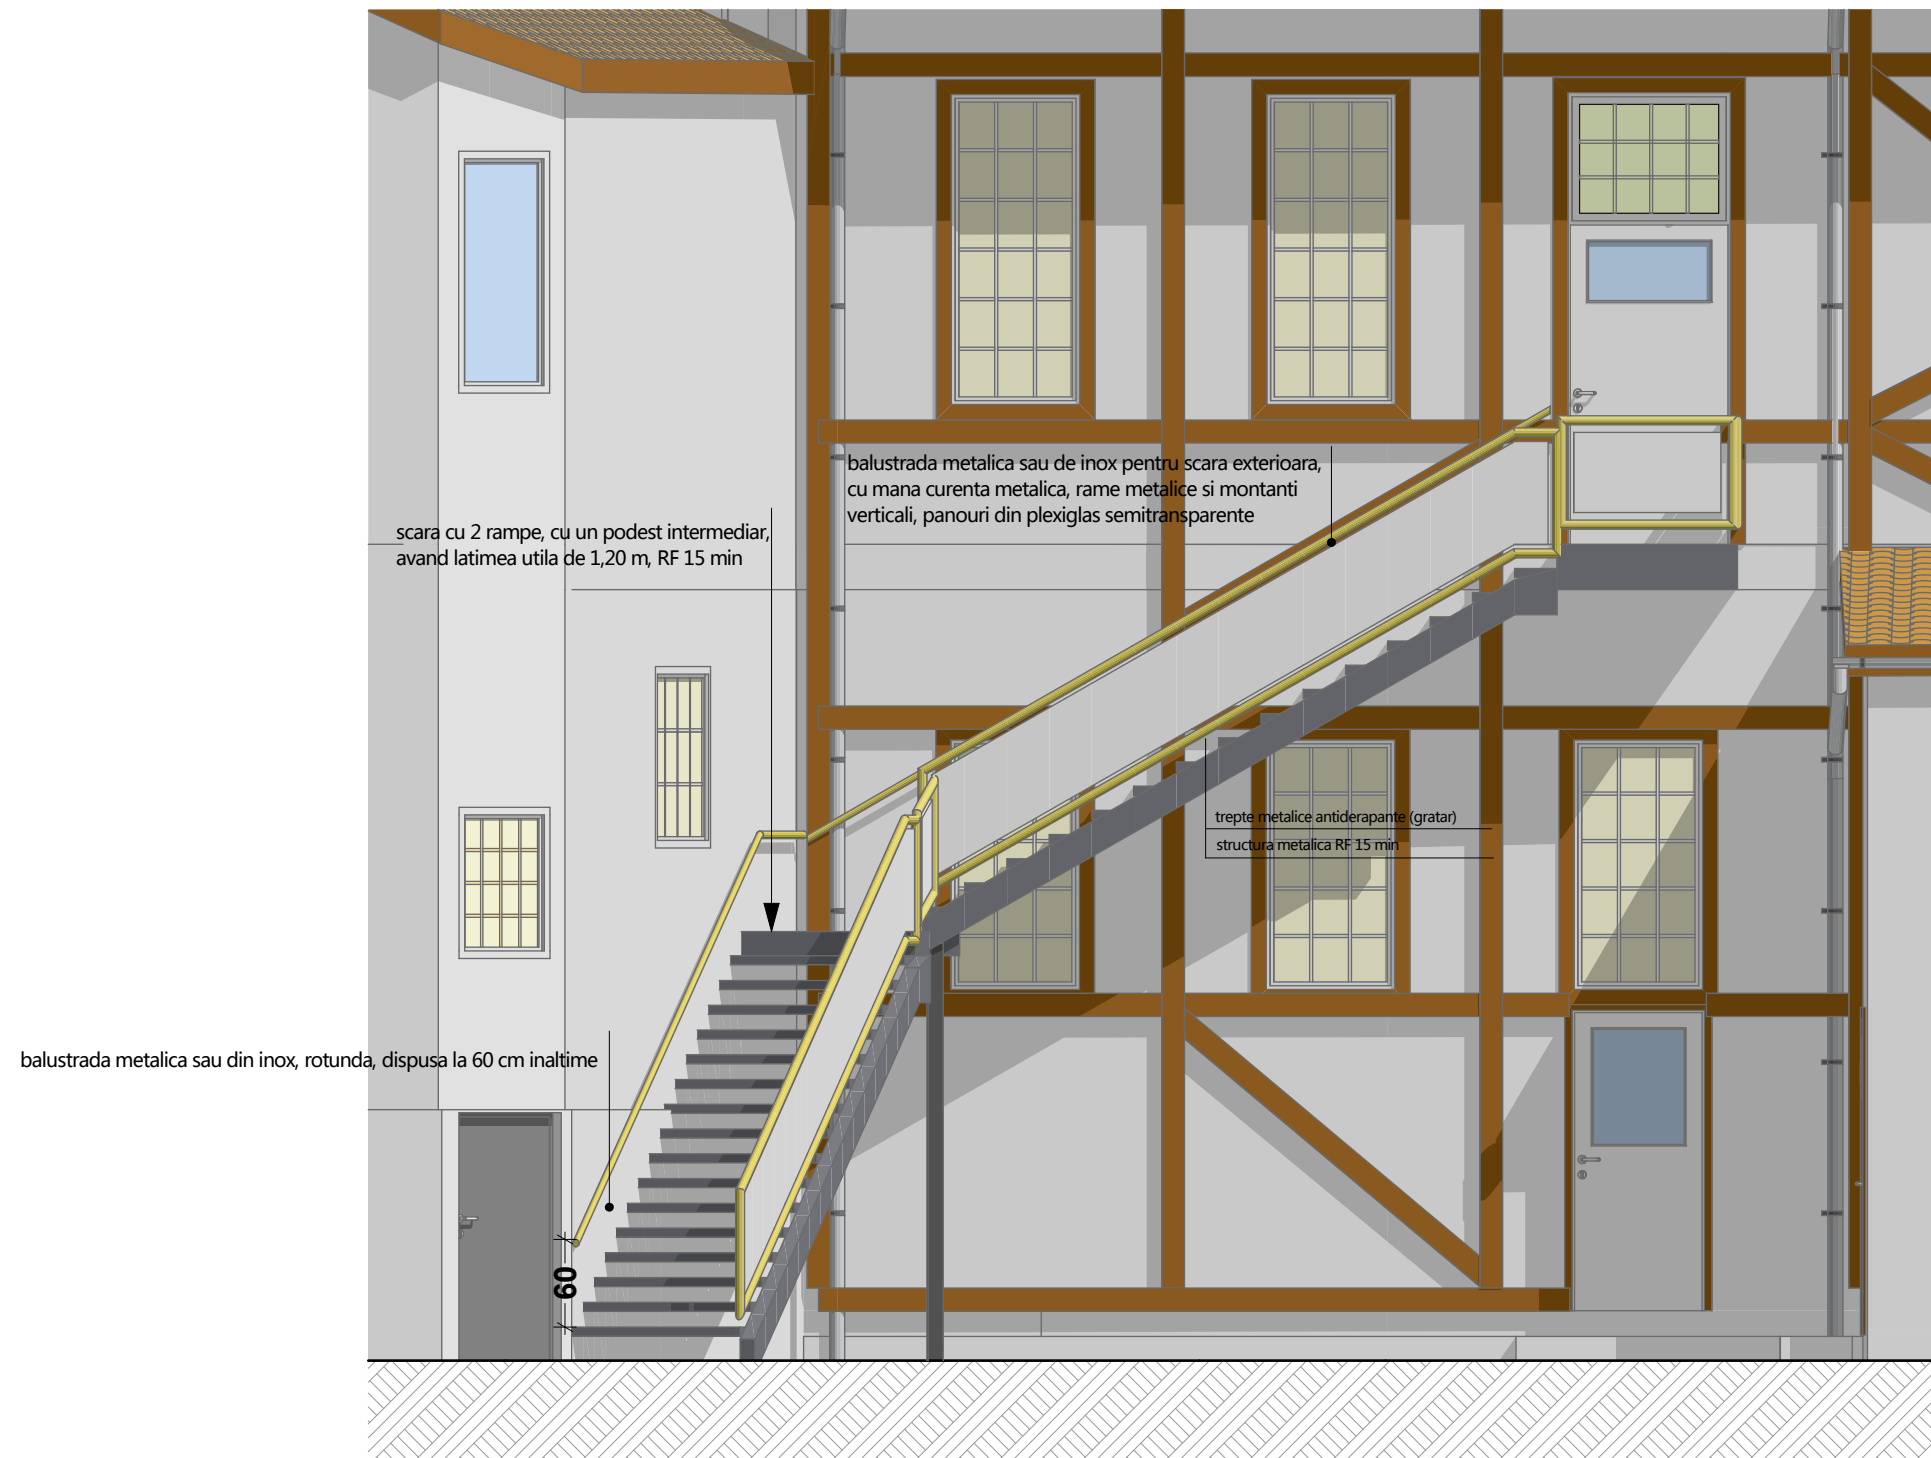 balustrada metalica sau de inox pentru scara exterioara,
cu mana curenta metalica, rame metalice si montanti
verticali, panouri din plexiglas semitransparente
scara cu 2 rampe, cu un podest intermediar,
avand latimea utila de 1,20 m, RF 15 min
trepte metalice antiderapante (gratar)
structura metalica RF 15 min
balustrada metalica sau din inox, rotunda, dispusa la 60 cm inaltime
60